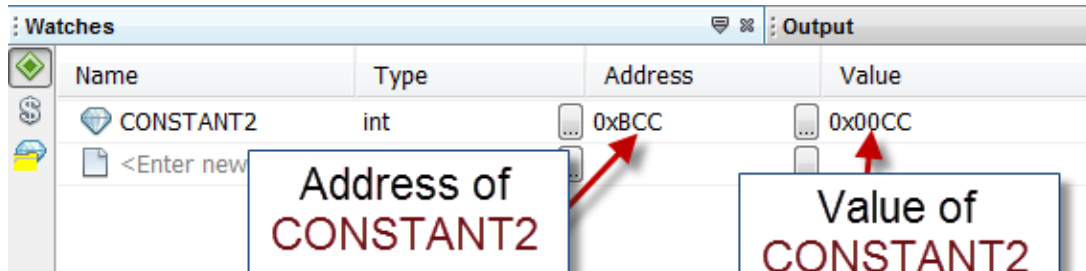 Watches
Output
Name Type Address Value
CONSTANT2 int ... 0xBCC ... 0x00CC
<Enter new
Address of
CONSTANT2
Value of
CONSTANT2